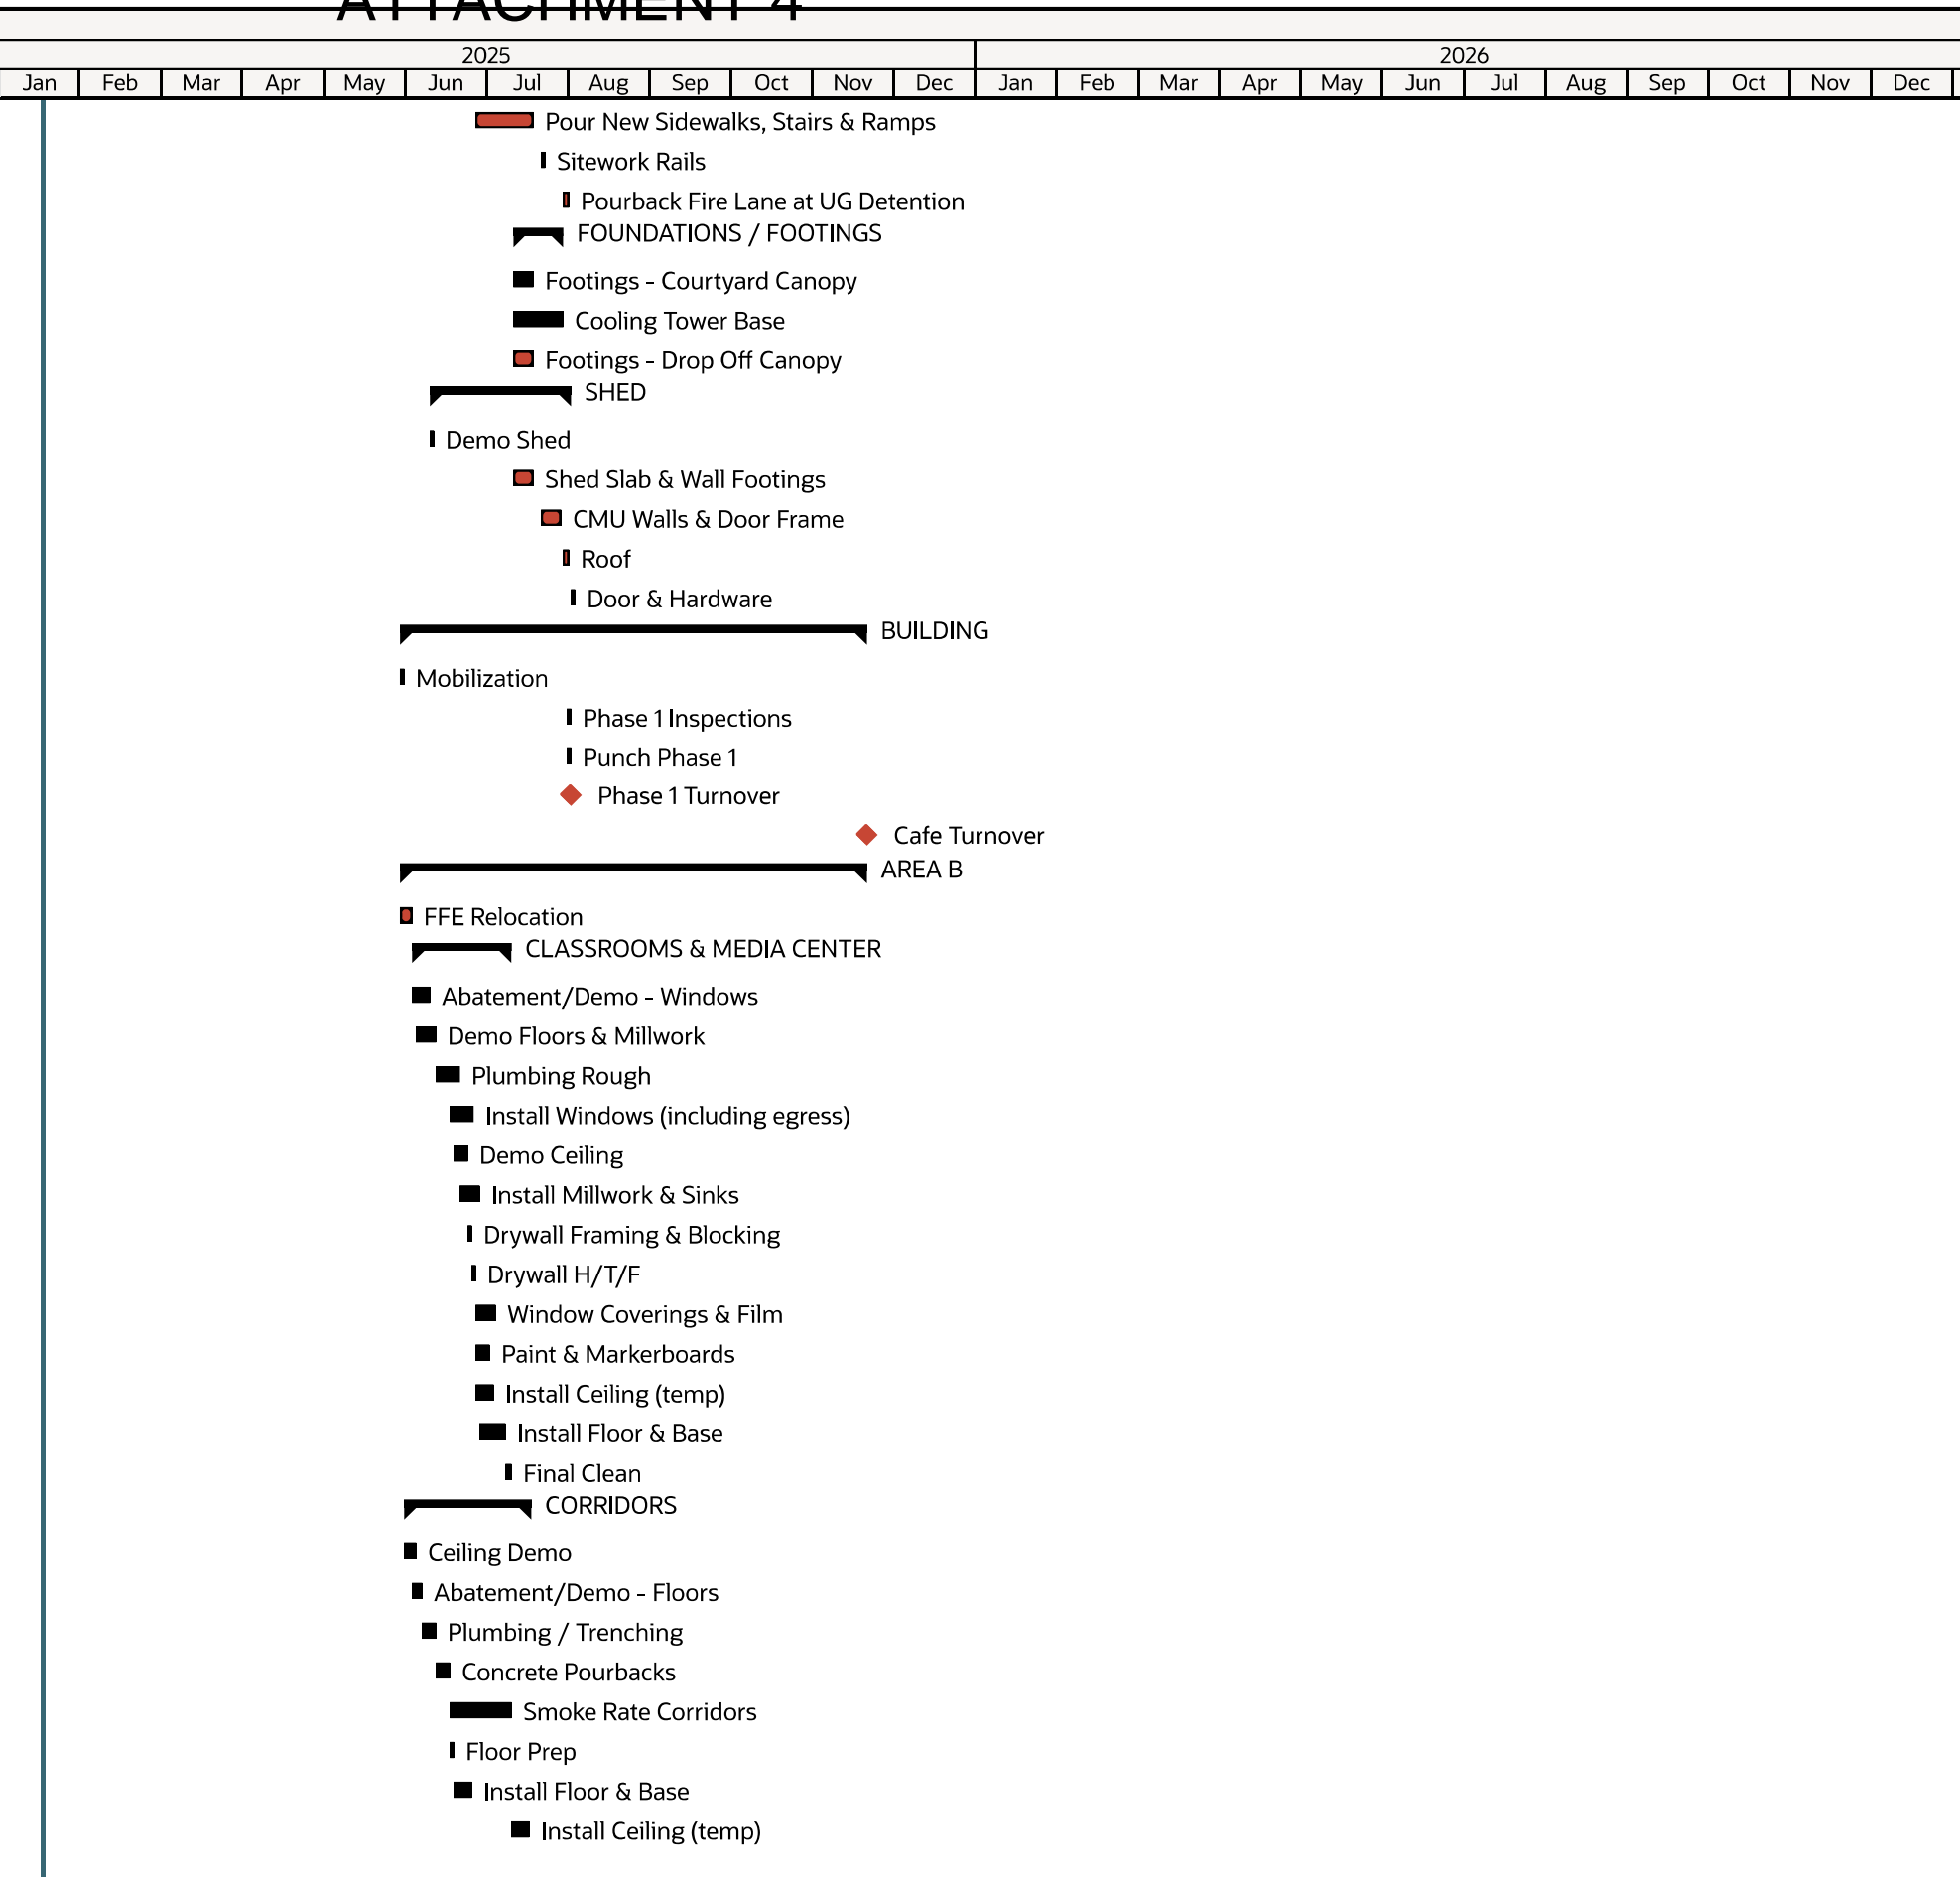 ATTACHMENT 4
2025 2026
Jan Feb Mar Apr May Jun Jul Aug Sep Oct Nov Dec Jan Feb Mar Apr May Jun Jul Aug Sep Oct Nov Dec
Pour New Sidewalks, Stairs & Ramps
Sitework Rails
Pourback Fire Lane at UG Detention
FOUNDATIONS / FOOTINGS
Footings - Courtyard Canopy
Cooling Tower Base
Footings - Drop Off Canopy
SHED
Demo Shed
Shed Slab & Wall Footings
CMU Walls & Door Frame
Roof
Door & Hardware
BUILDING
Mobilization
Phase 1 Inspections
Punch Phase 1
Phase 1 Turnover
Cafe Turnover
AREA B
FFE Relocation
CLASSROOMS & MEDIA CENTER
Abatement/Demo - Windows
Demo Floors & Millwork
Plumbing Rough
Install Windows (including egress)
Demo Ceiling
Install Millwork & Sinks
Drywall Framing & Blocking
Drywall H/T/F
Window Coverings & Film
Paint & Markerboards
Install Ceiling (temp)
Install Floor & Base
Final Clean
CORRIDORS
Ceiling Demo
Abatement/Demo - Floors
Plumbing / Trenching
Concrete Pourbacks
Smoke Rate Corridors
Floor Prep
Install Floor & Base
Install Ceiling (temp)